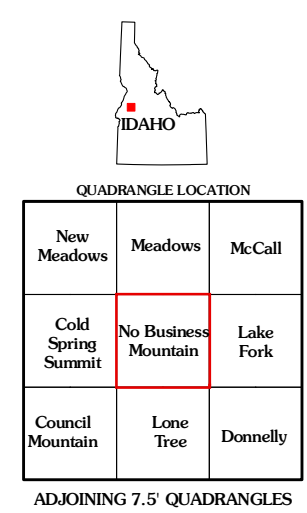 IDAHO
QUADRANGLE LOCATION
New
Meadows
Meadows
McCall
Cold
Spring
Summit
No Business
Mountain
Lake
Fork
Council
Mountain
Lone
Tree
Donnelly
ADJOINING 7.5' QUADRANGLES